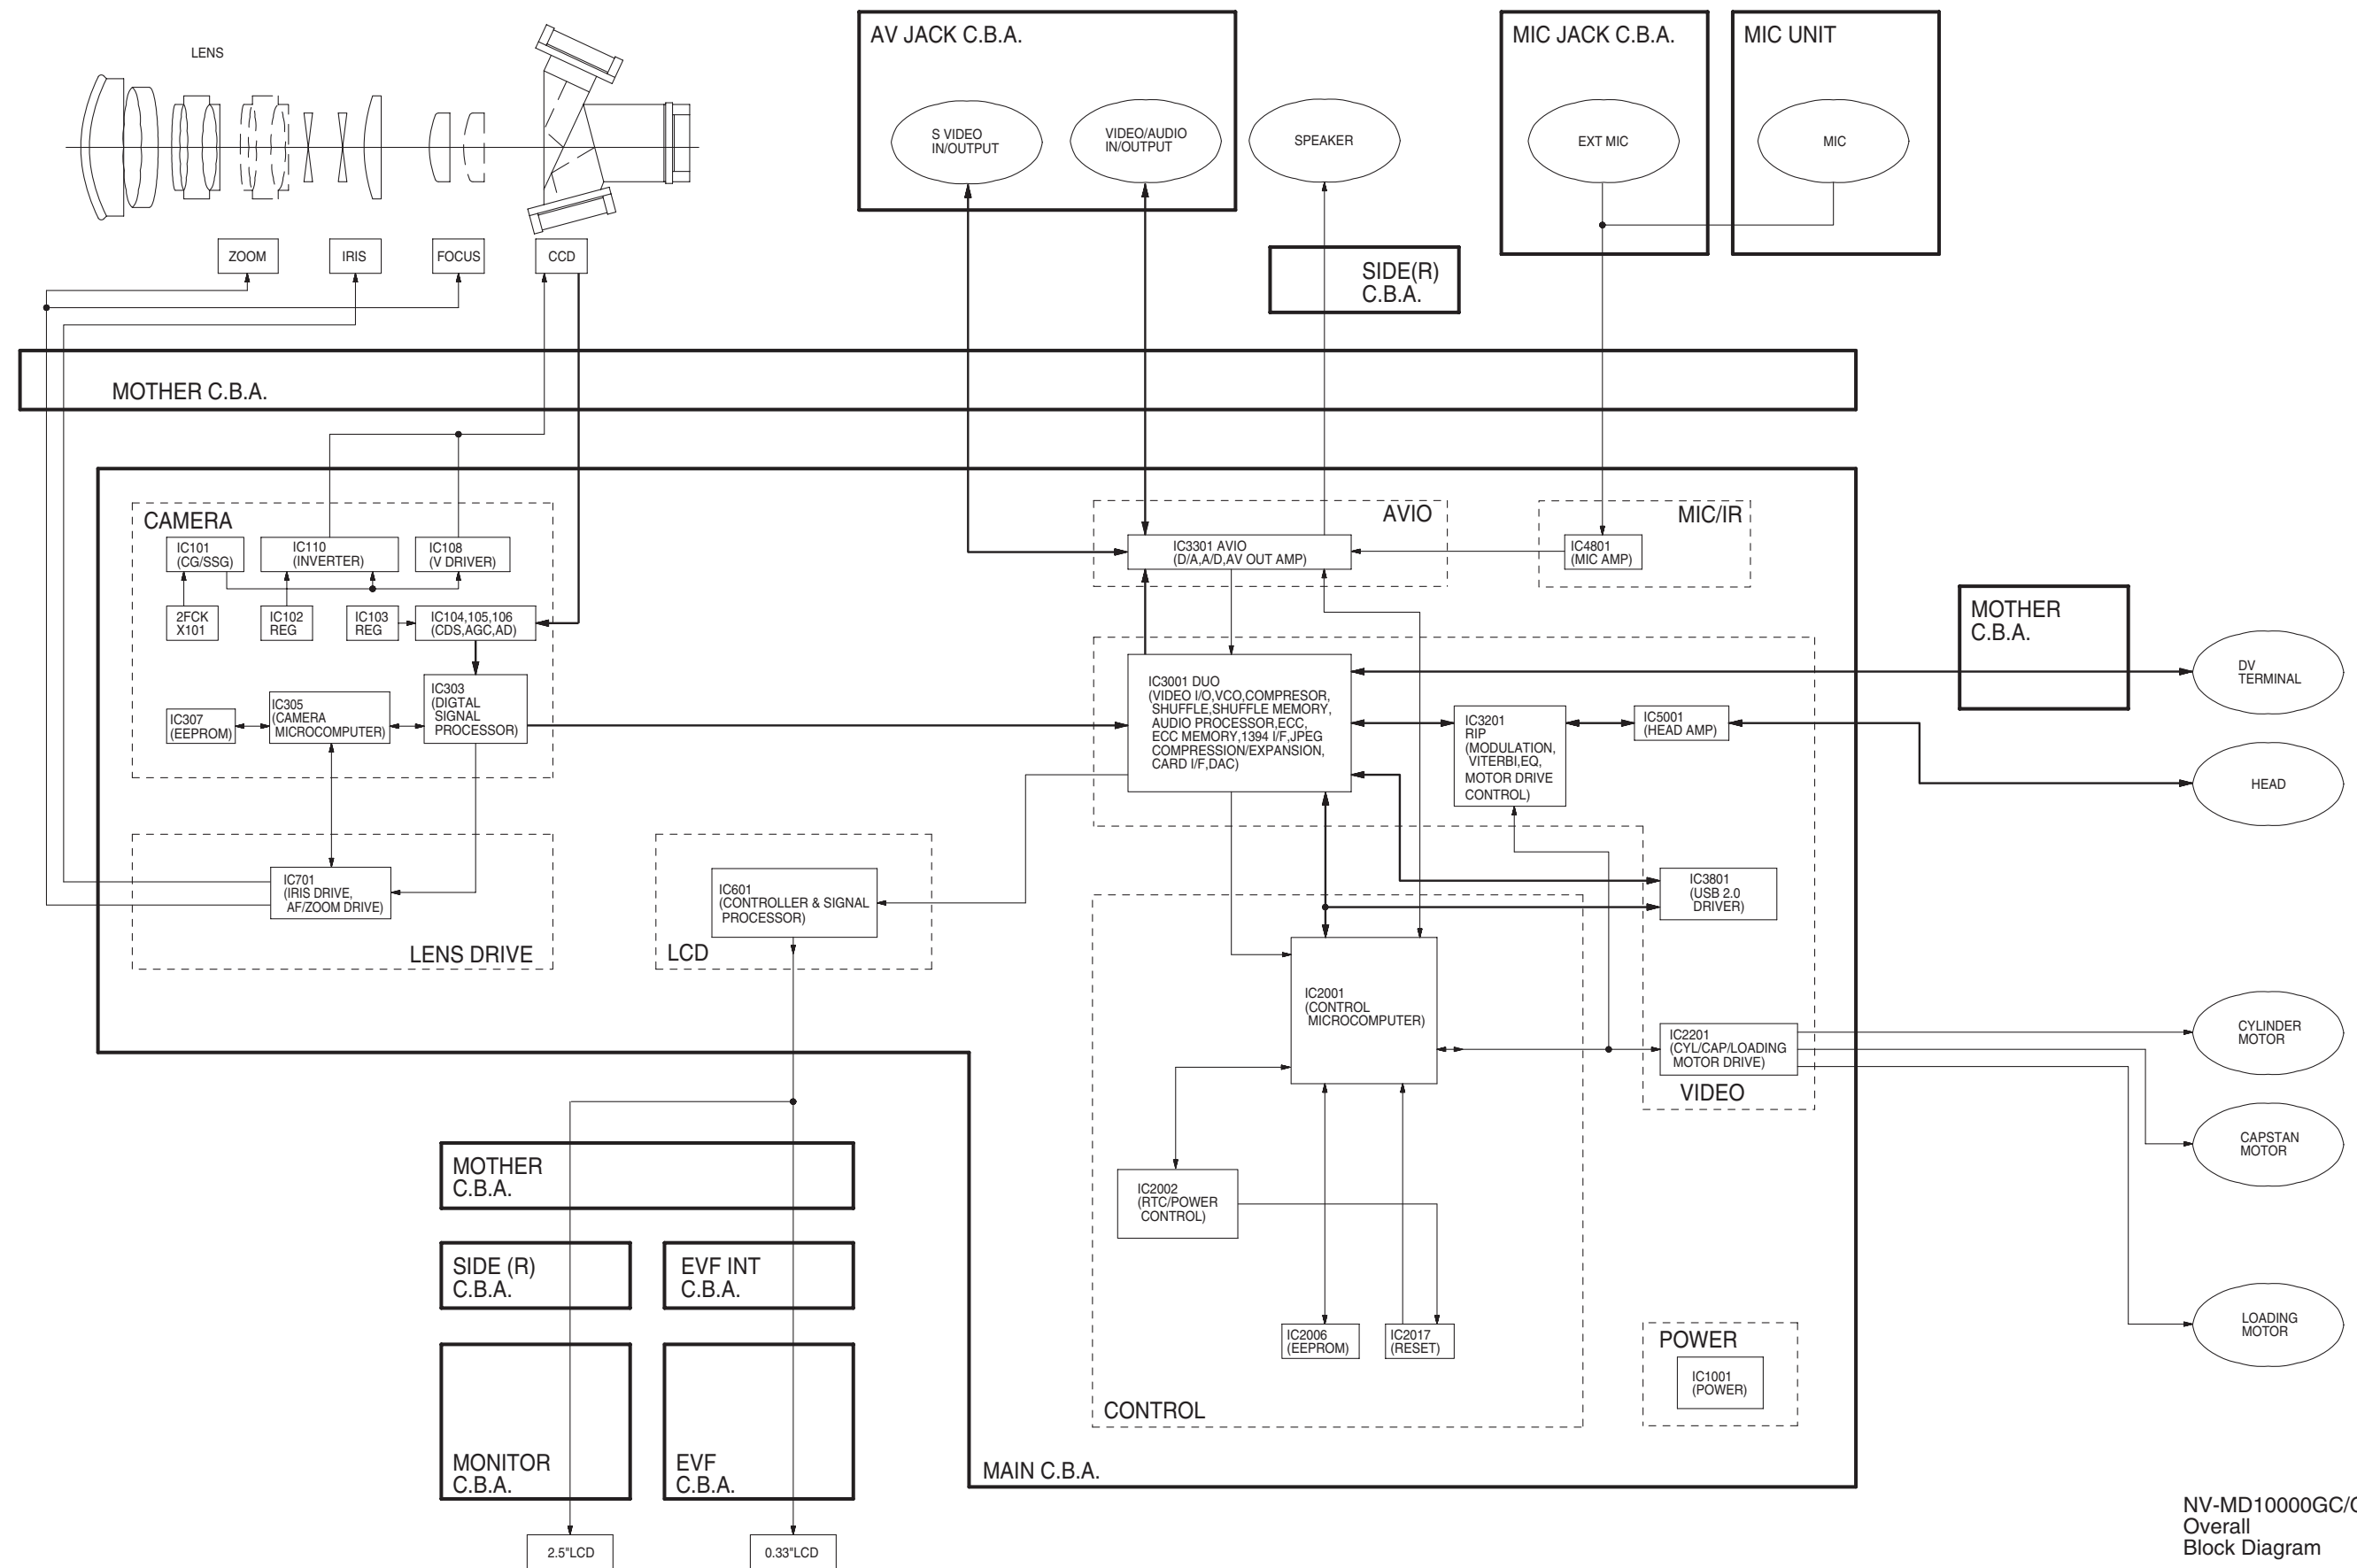 LENS
AV JACK C.B.A.
S VIDEO
IN/OUTPUT
VIDEO/AUDIO
IN/OUTPUT
SPEAKER
MIC JACK C.B.A.
EXT MIC
MIC UNIT
MIC
ZOOM
IRIS
FOCUS
CCD
SIDE(R)
C.B.A.
MOTHER C.B.A.
CAMERA
IC101
(CG/SSG)
IC110
(INVERTER)
IC108
(V DRIVER)
2FCK
X101
IC102
REG
IC103
REG
IC104,105,106
(CDS,AGC,AD)
IC307
(EEPROM)
IC305
(CAMERA
MICROCOMPUTER)
IC303
(DIGTAL
SIGNAL
PROCESSOR)
IC701
(IRIS DRIVE,
AF/ZOOM DRIVE)
LENS DRIVE
IC601
(CONTROLLER & SIGNAL
PROCESSOR)
LCD
AVIO
IC3301 AVIO
(D/A,A/D,AV OUT AMP)
MIC/IR
IC4801
(MIC AMP)
IC3001 DUO
(VIDEO I/O,VCO,COMPRESOR,
SHUFFLE,SHUFFLE MEMORY,
AUDIO PROCESSOR,ECC,
ECC MEMORY,1394 I/F,JPEG
COMPRESSION/EXPANSION,
CARD I/F,DAC)
IC3201
RIP
(MODULATION,
VITERBI,EQ,
MOTOR DRIVE
CONTROL)
IC5001
(HEAD AMP)
MOTHER
C.B.A.
DV
TERMINAL
HEAD
IC3801
(USB 2.0
DRIVER)
IC2001
(CONTROL
MICROCOMPUTER)
IC2201
(CYL/CAP/LOADING
MOTOR DRIVE)
VIDEO
CYLINDER
MOTOR
CAPSTAN
MOTOR
LOADING
MOTOR
IC2002
(RTC/POWER
CONTROL)
IC2006
(EEPROM)
IC2017
(RESET)
CONTROL
POWER
IC1001
(POWER)
MAIN C.B.A.
MOTHER
C.B.A.
SIDE (R)
C.B.A.
EVF INT
C.B.A.
MONITOR
C.B.A.
EVF
C.B.A.
2.5"LCD
0.33"LCD
NV-MD10000GC/
Overall
Block Diagram